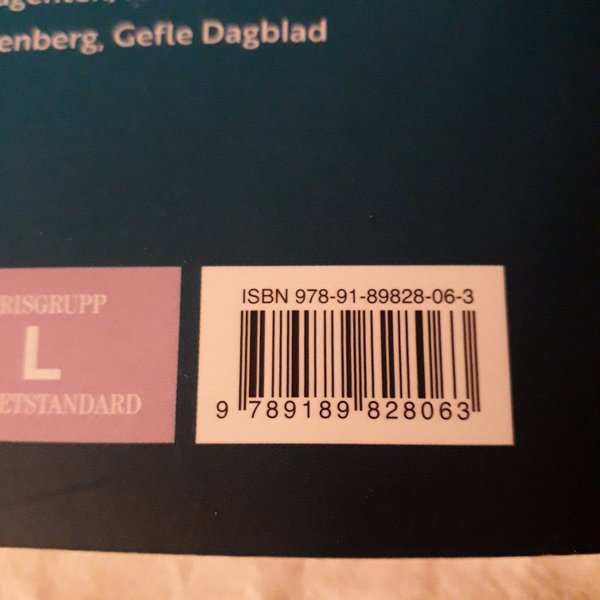 enberg, Gefle Dagblad
RISGRUPP
L
ETSTANDARD
ISBN 978-91-89828-06-3
9 789189 828063